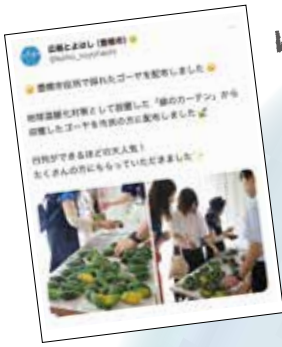 広報とよはし(豊橋市)
豊橋市役所で採れたゴーヤを配布しました
地球温暖化対策として設置した「緑のカーテン」から
収穫したゴーヤを市民の方に配布しました
行列ができるほどの大人気!
たくさんの方にもらっていただきました